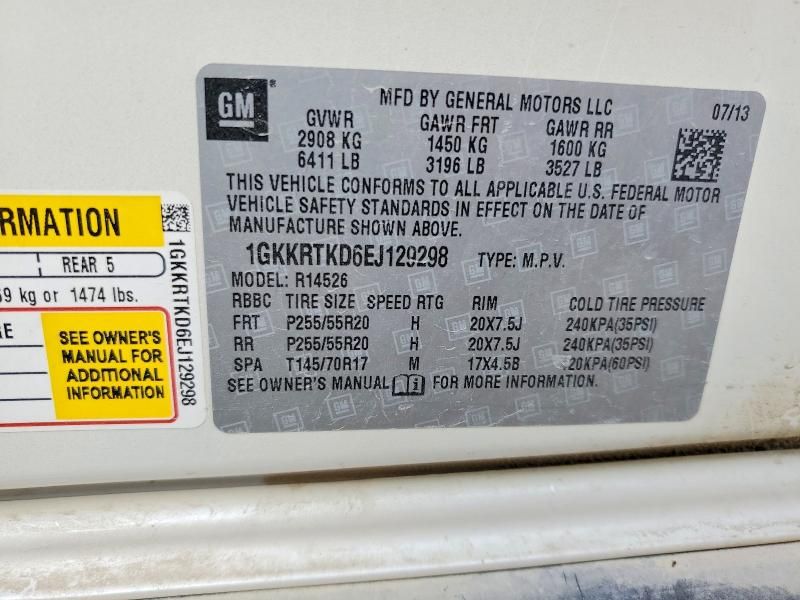 GM
MFD BY GENERAL MOTORS LLC 07/13
GVWR GAWR FRT GAWR RR
2908 KG 1450 KG 1600 KG
6411 LB 3196 LB 3527 LB
THIS VEHICLE CONFORMS TO ALL APPLICABLE U.S. FEDERAL MOTOR
VEHICLE SAFETY STANDARDS IN EFFECT ON THE DATE OF
MANUFACTURE SHOWN ABOVE.
1GKKRTKD6EJ129298 TYPE: M.P.V.
MODEL: R14526
RBBC TIRE SIZE SPEED RTG RIM COLD TIRE PRESSURE
FRT P255/55R20 H 20X7.5J 240KPA(35PSI)
RR P255/55R20 H 20X7.5J 240KPA(35PSI)
SPA T145/70R17 M 17X4.5B 20KPA(60PSI)
SEE OWNER'S MANUAL FOR MORE INFORMATION.
RMATION
REAR 5
59 kg or 1474 lbs.
RE
SEE OWNER'S
MANUAL FOR
ADDITIONAL
INFORMATION
1GKKRTKD6EJ129298